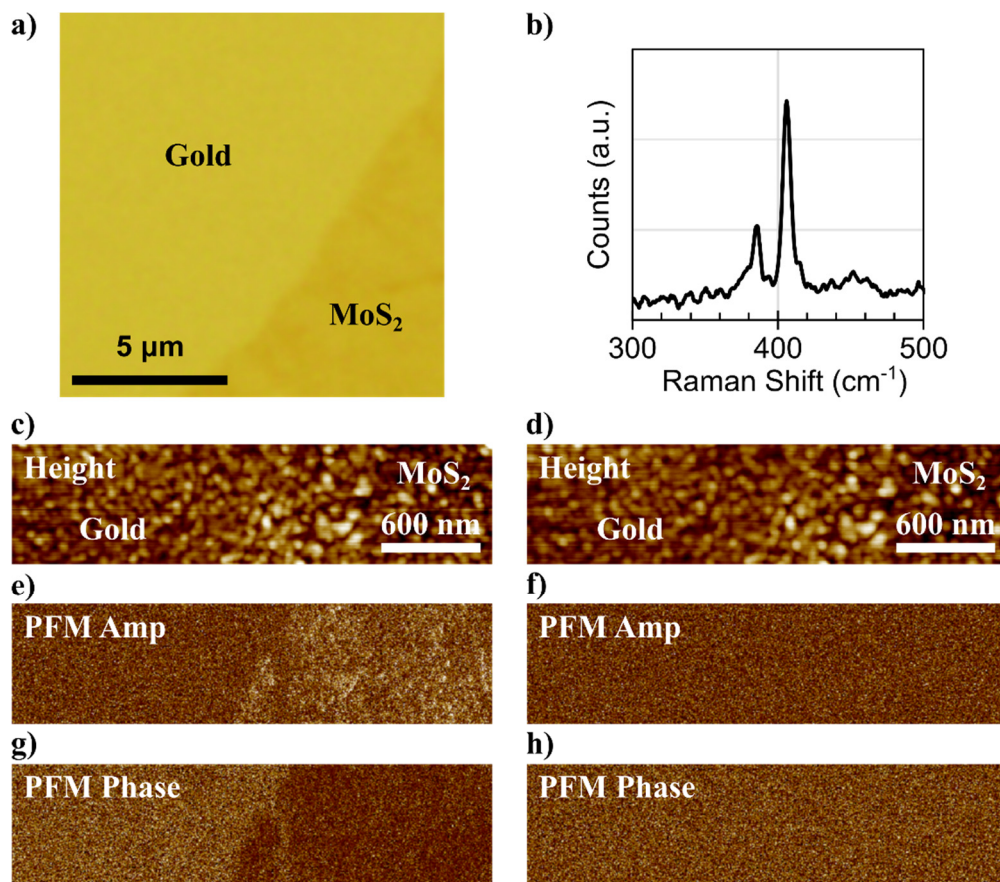 a)
Gold
MoS₂
5 µm
b)
Counts (a.u.)
300
400
500
Raman Shift (cm⁻¹)
c)
Height
MoS₂
Gold
600 nm
d)
Height
MoS₂
Gold
600 nm
e)
PFM Amp
f)
PFM Amp
g)
PFM Phase
h)
PFM Phase